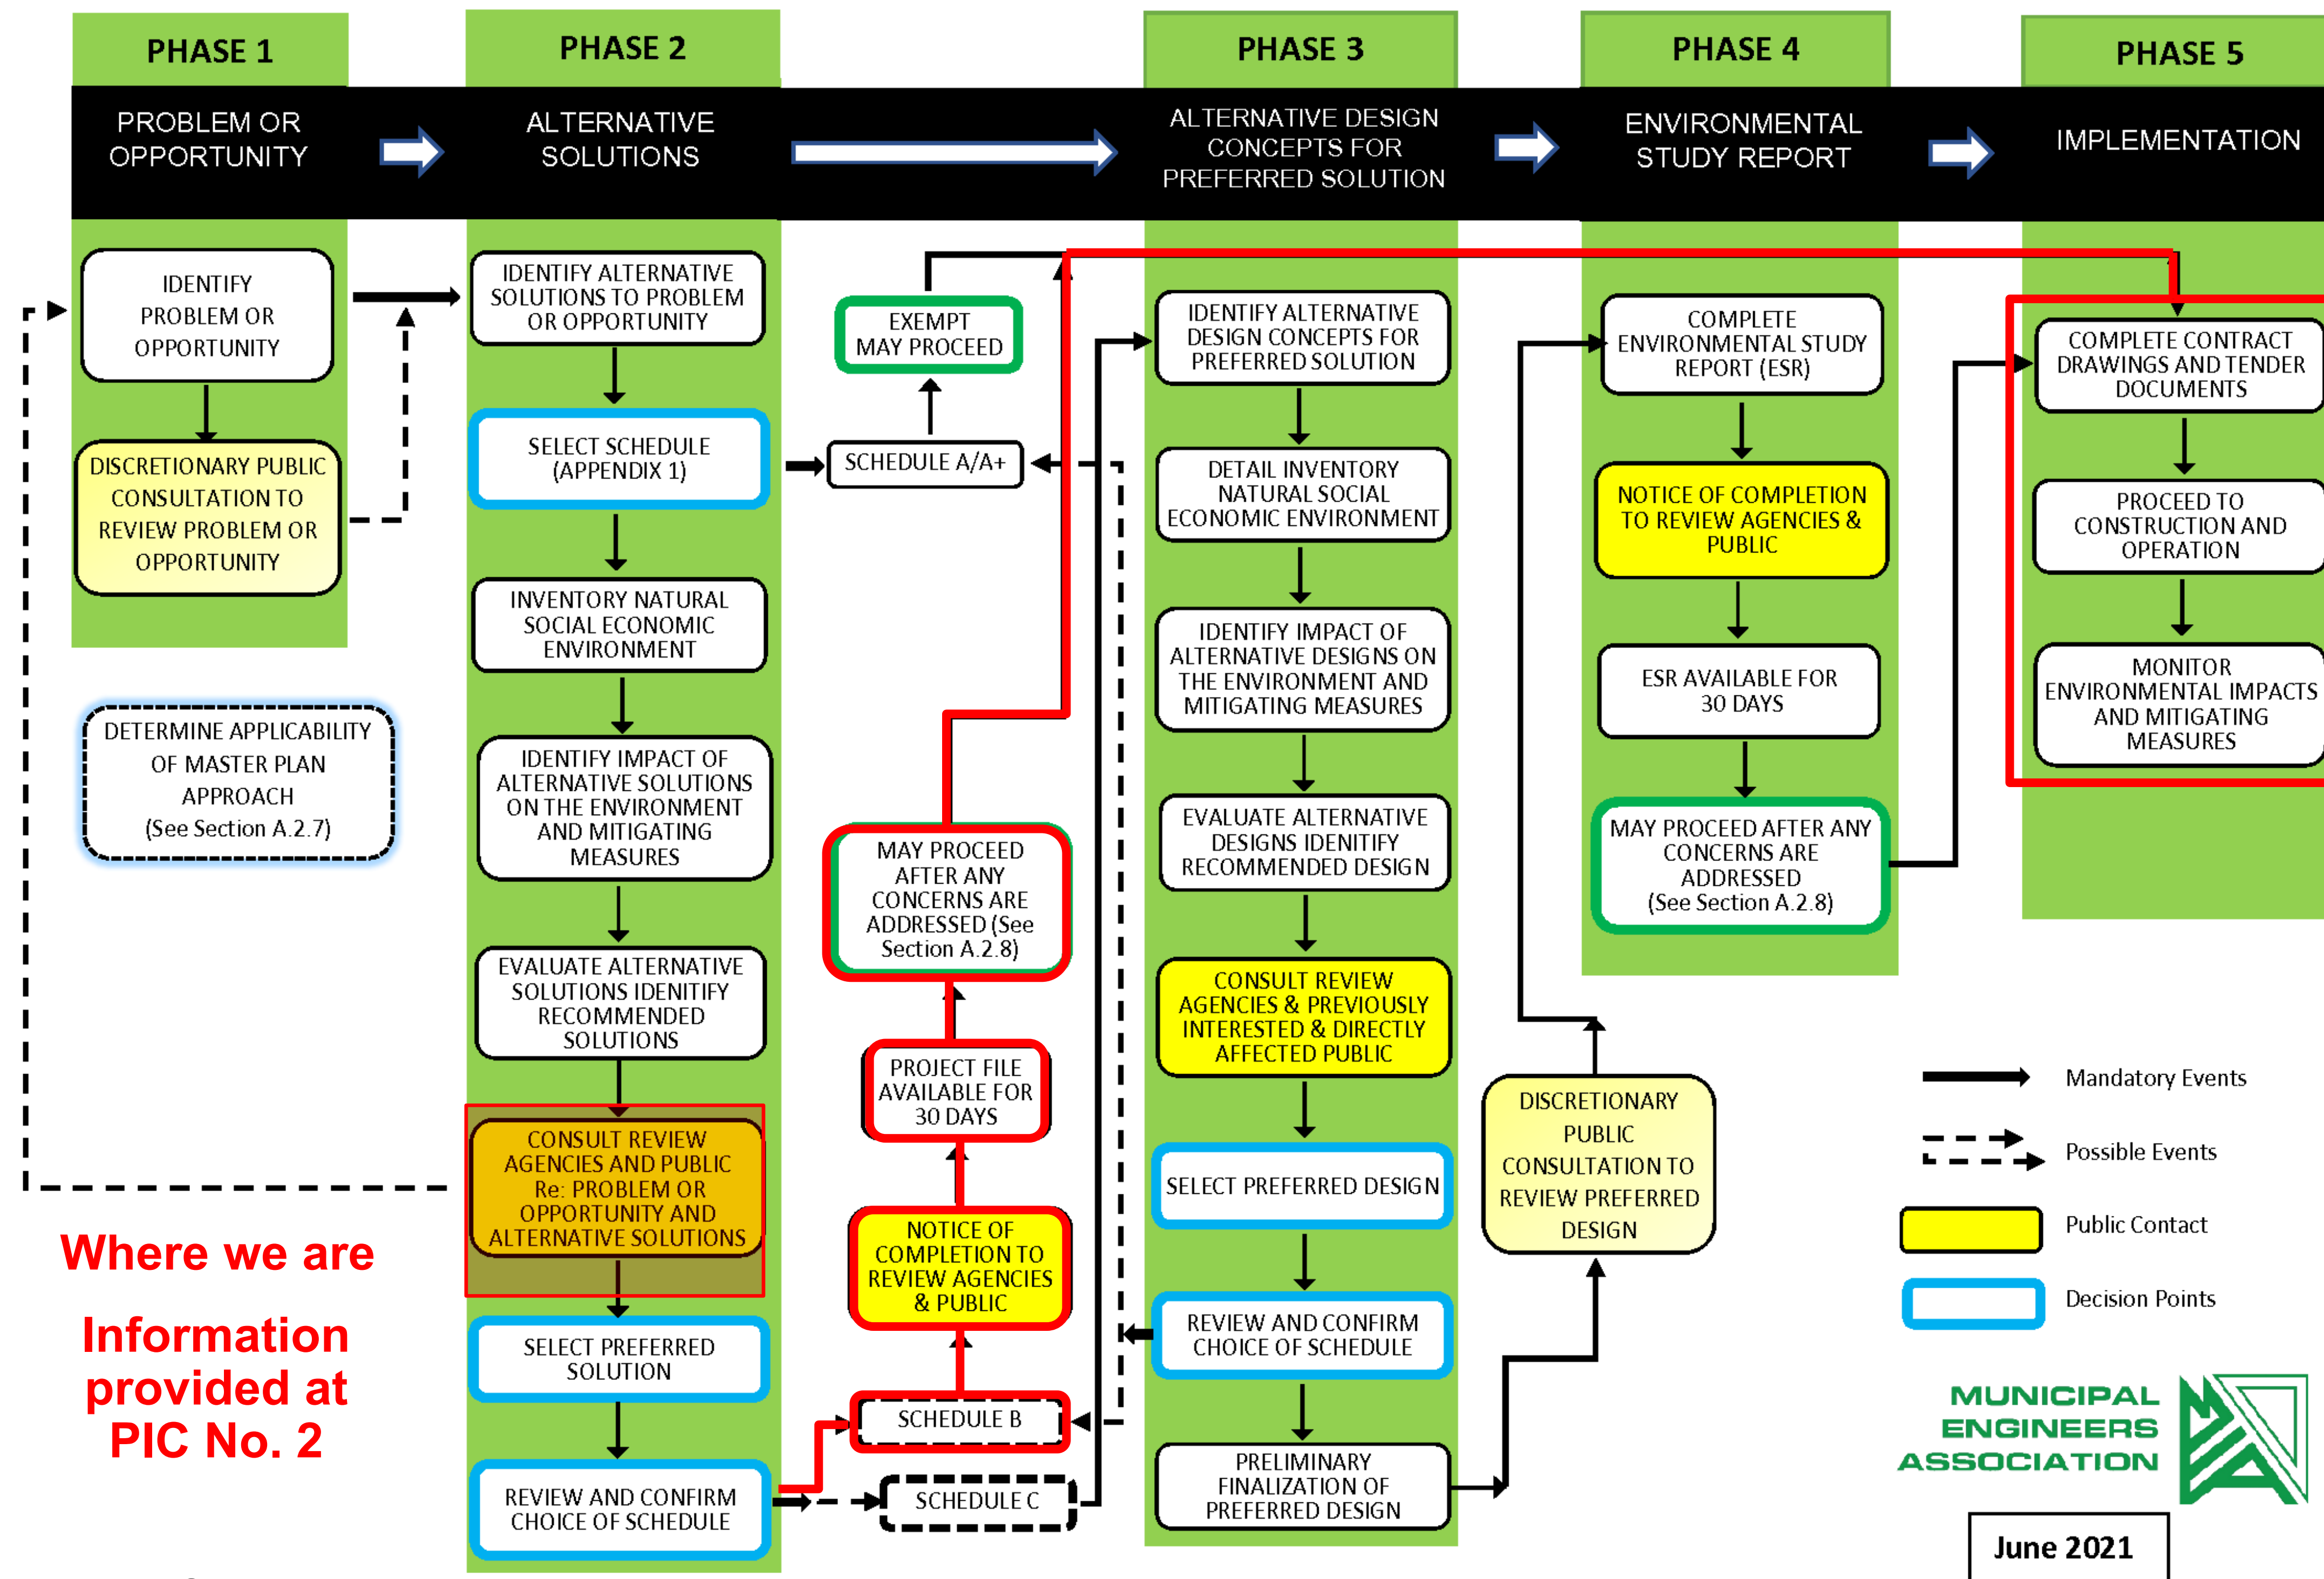 PHASE 1
PHASE 2
PHASE 3
PHASE 4
PHASE 5
PROBLEM OR
OPPORTUNITY
ALTERNATIVE
SOLUTIONS
ALTERNATIVE DESIGN
CONCEPTS FOR
PREFERRED SOLUTION
ENVIRONMENTAL
STUDY REPORT
IMPLEMENTATION
IDENTIFY
PROBLEM OR
OPPORTUNITY
DISCRETIONARY PUBLIC
CONSULTATION TO
REVIEW PROBLEM OR
OPPORTUNITY
DETERMINE APPLICABILITY
OF MASTER PLAN
APPROACH
(See Section A.2.7)
Where we are
Information
provided at
PIC No. 2
IDENTIFY ALTERNATIVE
SOLUTIONS TO PROBLEM
OR OPPORTUNITY
SELECT SCHEDULE
(APPENDIX 1)
INVENTORY NATURAL
SOCIAL ECONOMIC
ENVIRONMENT
IDENTIFY IMPACT OF
ALTERNATIVE SOLUTIONS
ON THE ENVIRONMENT
AND MITIGATING
MEASURES
EVALUATE ALTERNATIVE
SOLUTIONS IDENITIFY
RECOMMENDED
SOLUTIONS
CONSULT REVIEW
AGENCIES AND PUBLIC
Re: PROBLEM OR
OPPORTUNITY AND
ALTERNATIVE SOLUTIONS
SELECT PREFERRED
SOLUTION
REVIEW AND CONFIRM
CHOICE OF SCHEDULE
EXEMPT
MAY PROCEED
SCHEDULE A/A+
MAY PROCEED
AFTER ANY
CONCERNS ARE
ADDRESSED (See
Section A.2.8)
PROJECT FILE
AVAILABLE FOR
30 DAYS
NOTICE OF
COMPLETION TO
REVIEW AGENCIES
& PUBLIC
SCHEDULE B
SCHEDULE C
IDENTIFY ALTERNATIVE
DESIGN CONCEPTS FOR
PREFERRED SOLUTION
DETAIL INVENTORY
NATURAL SOCIAL
ECONOMIC ENVIRONMENT
IDENTIFY IMPACT OF
ALTERNATIVE DESIGNS ON
THE ENVIRONMENT AND
MITIGATING MEASURES
EVALUATE ALTERNATIVE
DESIGNS IDENITIFY
RECOMMENDED DESIGN
CONSULT REVIEW
AGENCIES & PREVIOUSLY
INTERESTED & DIRECTLY
AFFECTED PUBLIC
SELECT PREFERRED DESIGN
REVIEW AND CONFIRM
CHOICE OF SCHEDULE
PRELIMINARY
FINALIZATION OF
PREFERRED DESIGN
DISCRETIONARY
PUBLIC
CONSULTATION TO
REVIEW PREFERRED
DESIGN
COMPLETE
ENVIRONMENTAL STUDY
REPORT (ESR)
NOTICE OF COMPLETION
TO REVIEW AGENCIES &
PUBLIC
ESR AVAILABLE FOR
30 DAYS
MAY PROCEED AFTER ANY
CONCERNS ARE
ADDRESSED
(See Section A.2.8)
COMPLETE CONTRACT
DRAWINGS AND TENDER
DOCUMENTS
PROCEED TO
CONSTRUCTION AND
OPERATION
MONITOR
ENVIRONMENTAL IMPACTS
AND MITIGATING
MEASURES
Mandatory Events
Possible Events
Public Contact
Decision Points
MUNICIPAL
ENGINEERS
ASSOCIATION
June 2021